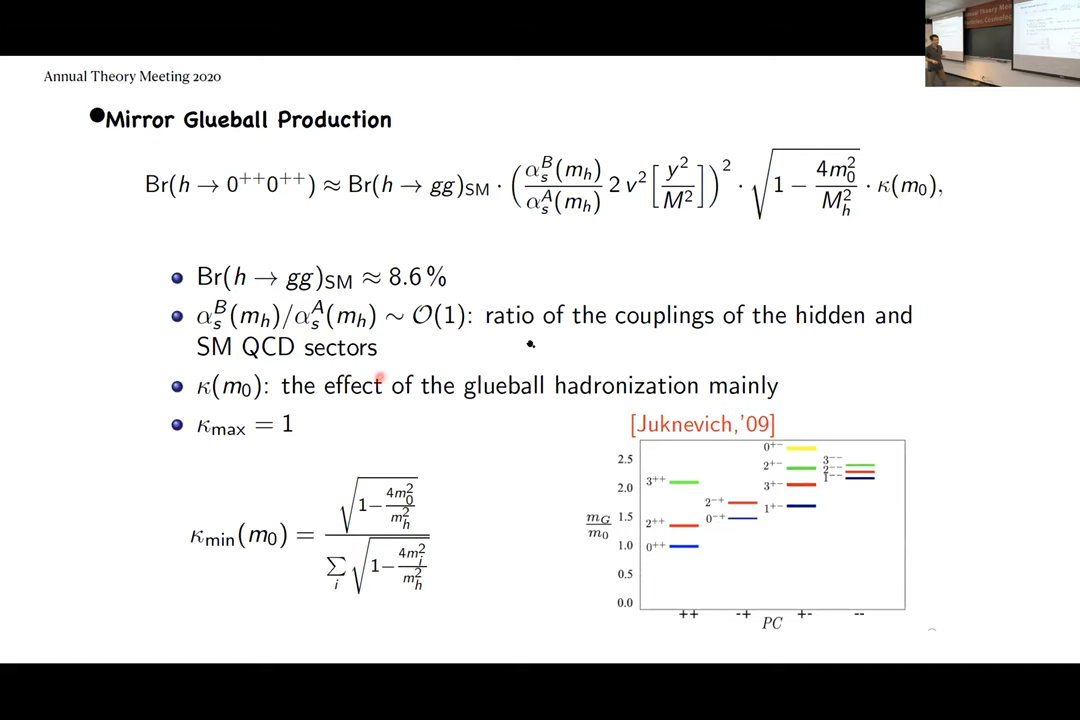 Annual Theory Meeting 2020
●Mirror Glueball Production
Br(h → 0⁺⁺0⁺⁺) ≈ Br(h → gg)_SM · (α_s^B(m_h)/α_s^A(m_h) 2 v² [y²/M²])² · √(1 − 4m_0²/M_h²) · κ(m_0),
Br(h → gg)_SM ≈ 8.6 %
α_s^B(m_h)/α_s^A(m_h) ∼ 𝒪(1): ratio of the couplings of the hidden and
SM QCD sectors
κ(m_0): the effect of the glueball hadronization mainly
κ_max = 1
[Juknevich,'09]
κ_min(m_0) = √(1−4m_0²/m_h²) / ∑_i √(1−4m_i²/m_h²)
m_G/m_0
2.5
2.0
1.5
1.0
0.5
0.0
3⁺⁺
2⁺⁺
0⁺⁺
2⁻⁺
0⁻⁺
0⁺⁻
2⁺⁻
3⁺⁻
1⁺⁻
3⁻⁻
2⁻⁻
1⁻⁻
++ -+ +- --
PC